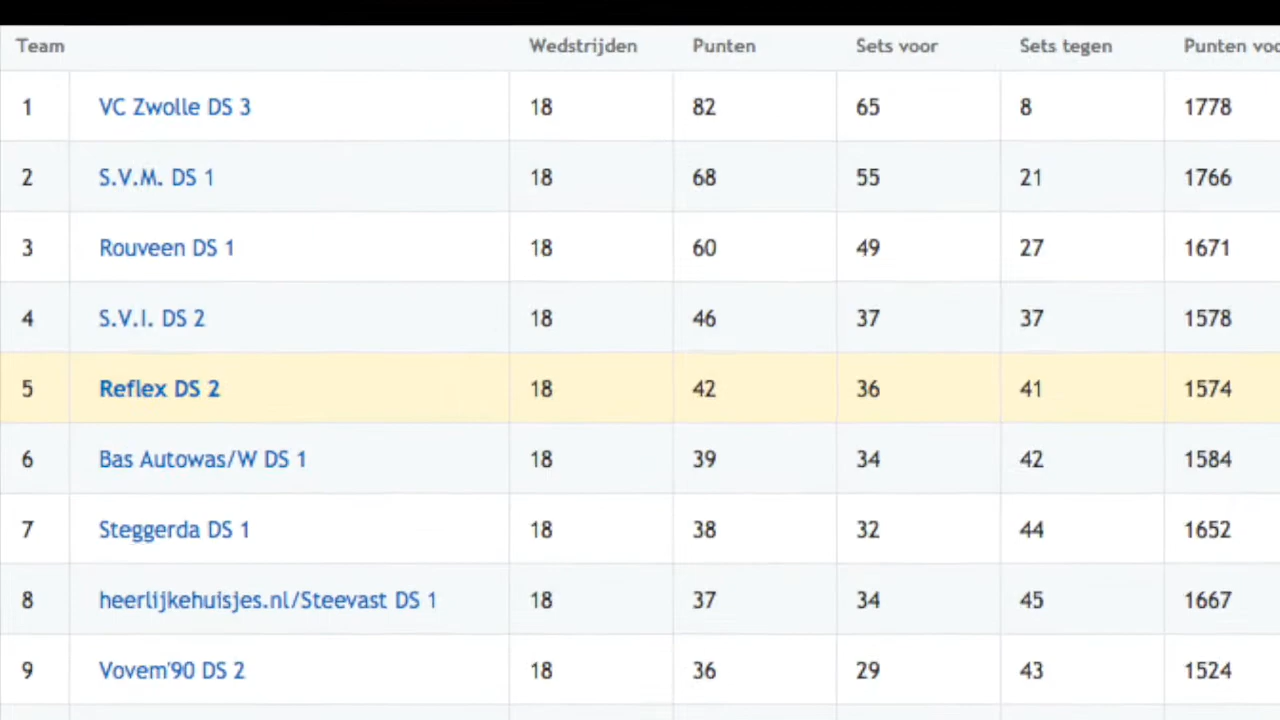 Team Wedstrijden Punten Sets voor Sets tegen Punten voo
1 VC Zwolle DS 3 18 82 65 8 1778
2 S.V.M. DS 1 18 68 55 21 1766
3 Rouveen DS 1 18 60 49 27 1671
4 S.V.I. DS 2 18 46 37 37 1578
5 Reflex DS 2 18 42 36 41 1574
6 Bas Autowas/W DS 1 18 39 34 42 1584
7 Steggerda DS 1 18 38 32 44 1652
8 heerlijkehuisjes.nl/Steevast DS 1 18 37 34 45 1667
9 Vovem'90 DS 2 18 36 29 43 1524